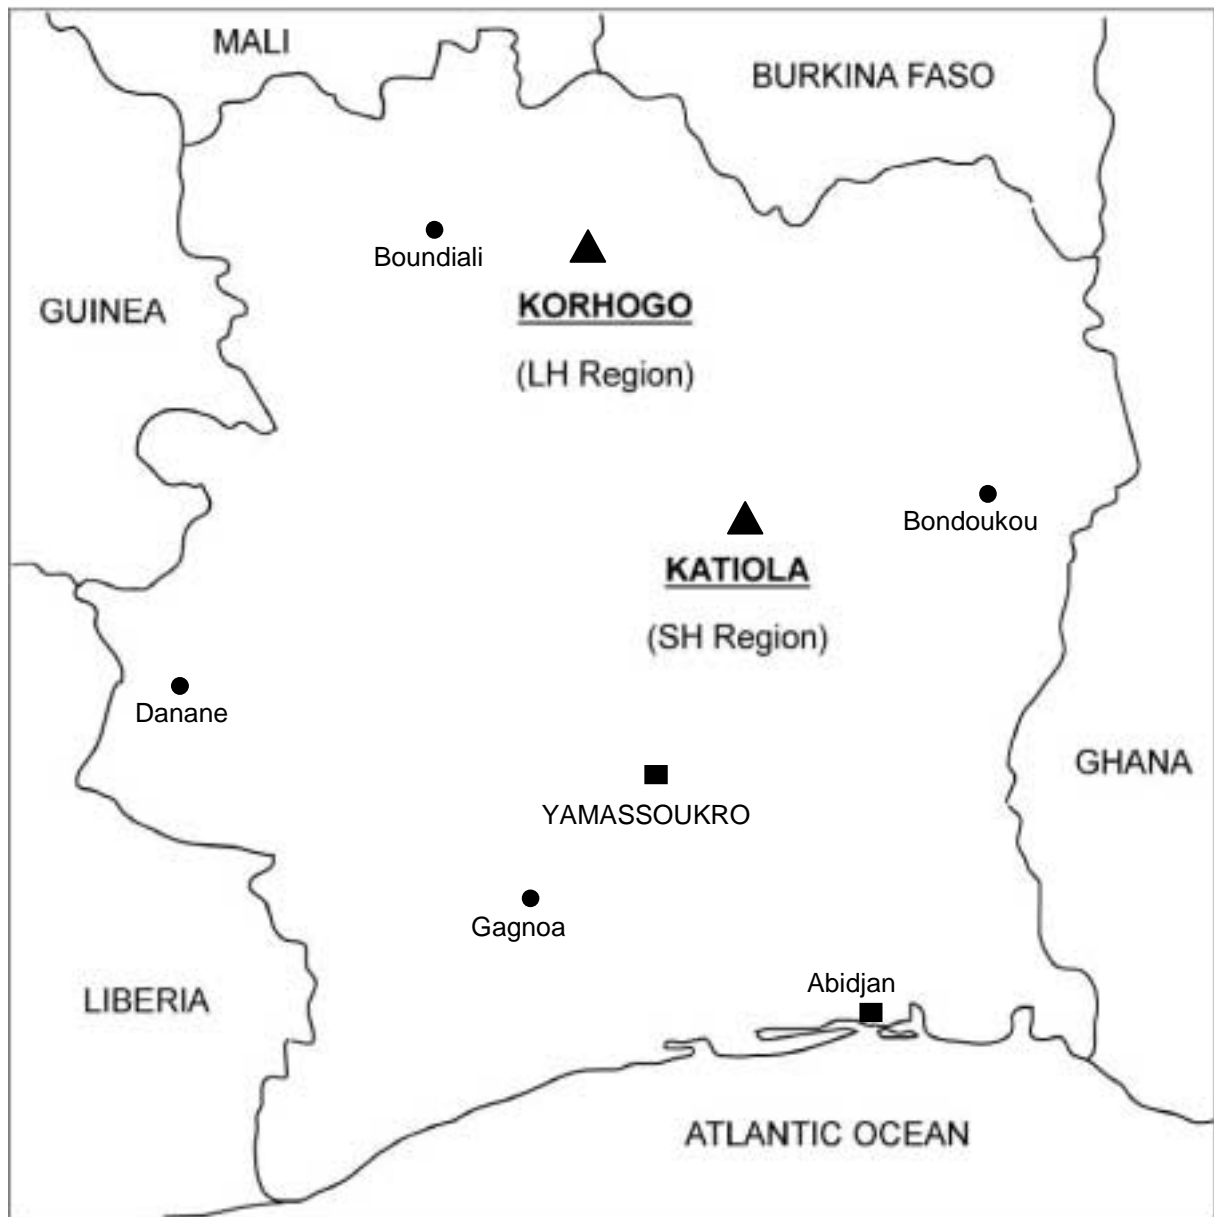 MALI
BURKINA FASO
Boundiali
GUINEA
KORHOGO
(LH Region)
Bondoukou
KATIOLA
(SH Region)
Danane
GHANA
YAMASSOUKRO
Gagnoa
Abidjan
LIBERIA
ATLANTIC OCEAN